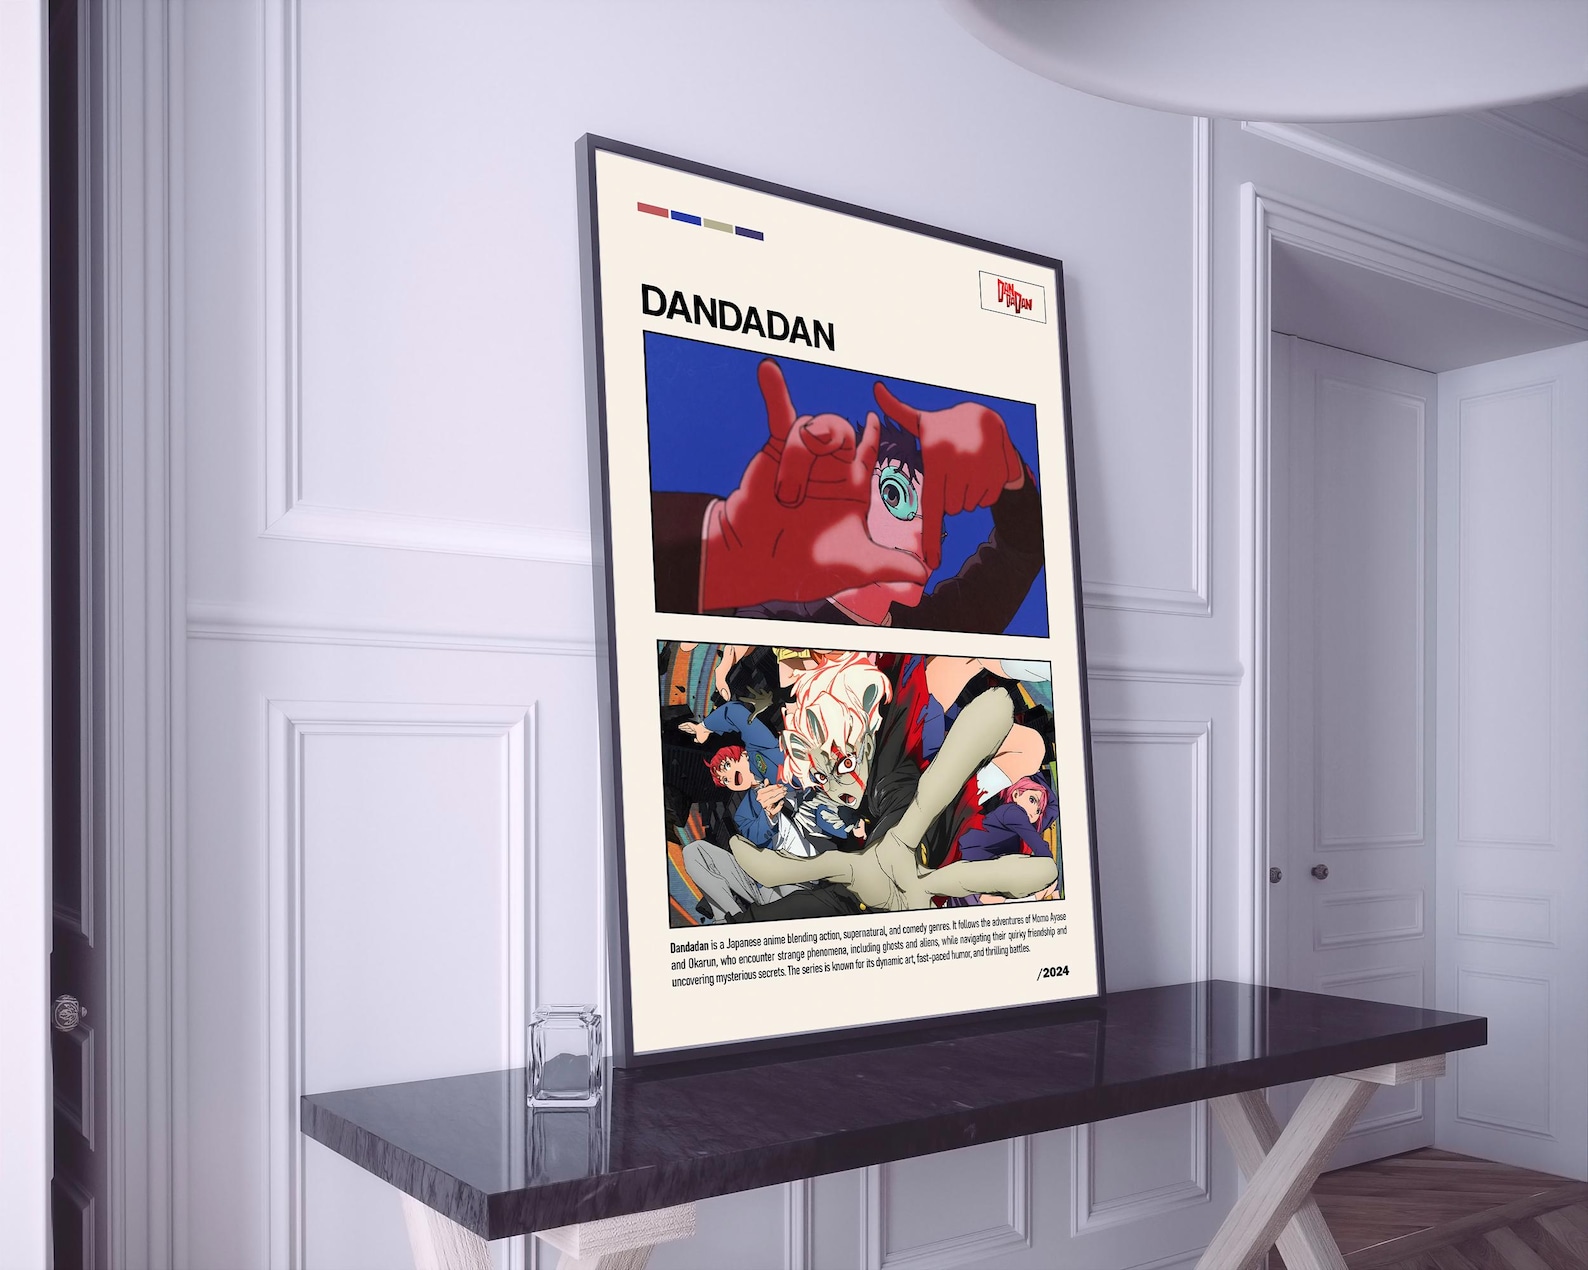 DANDADAN
DAN
DADAN
Dandadan is a Japanese anime blending action, supernatural, and comedy genres. It follows the adventures of Momo Ayase
and Okarun, who encounter strange phenomena, including ghosts and aliens, while navigating their quirky friendship and
uncovering mysterious secrets. The series is known for its dynamic art, fast-paced humor, and thrilling battles.
/2024